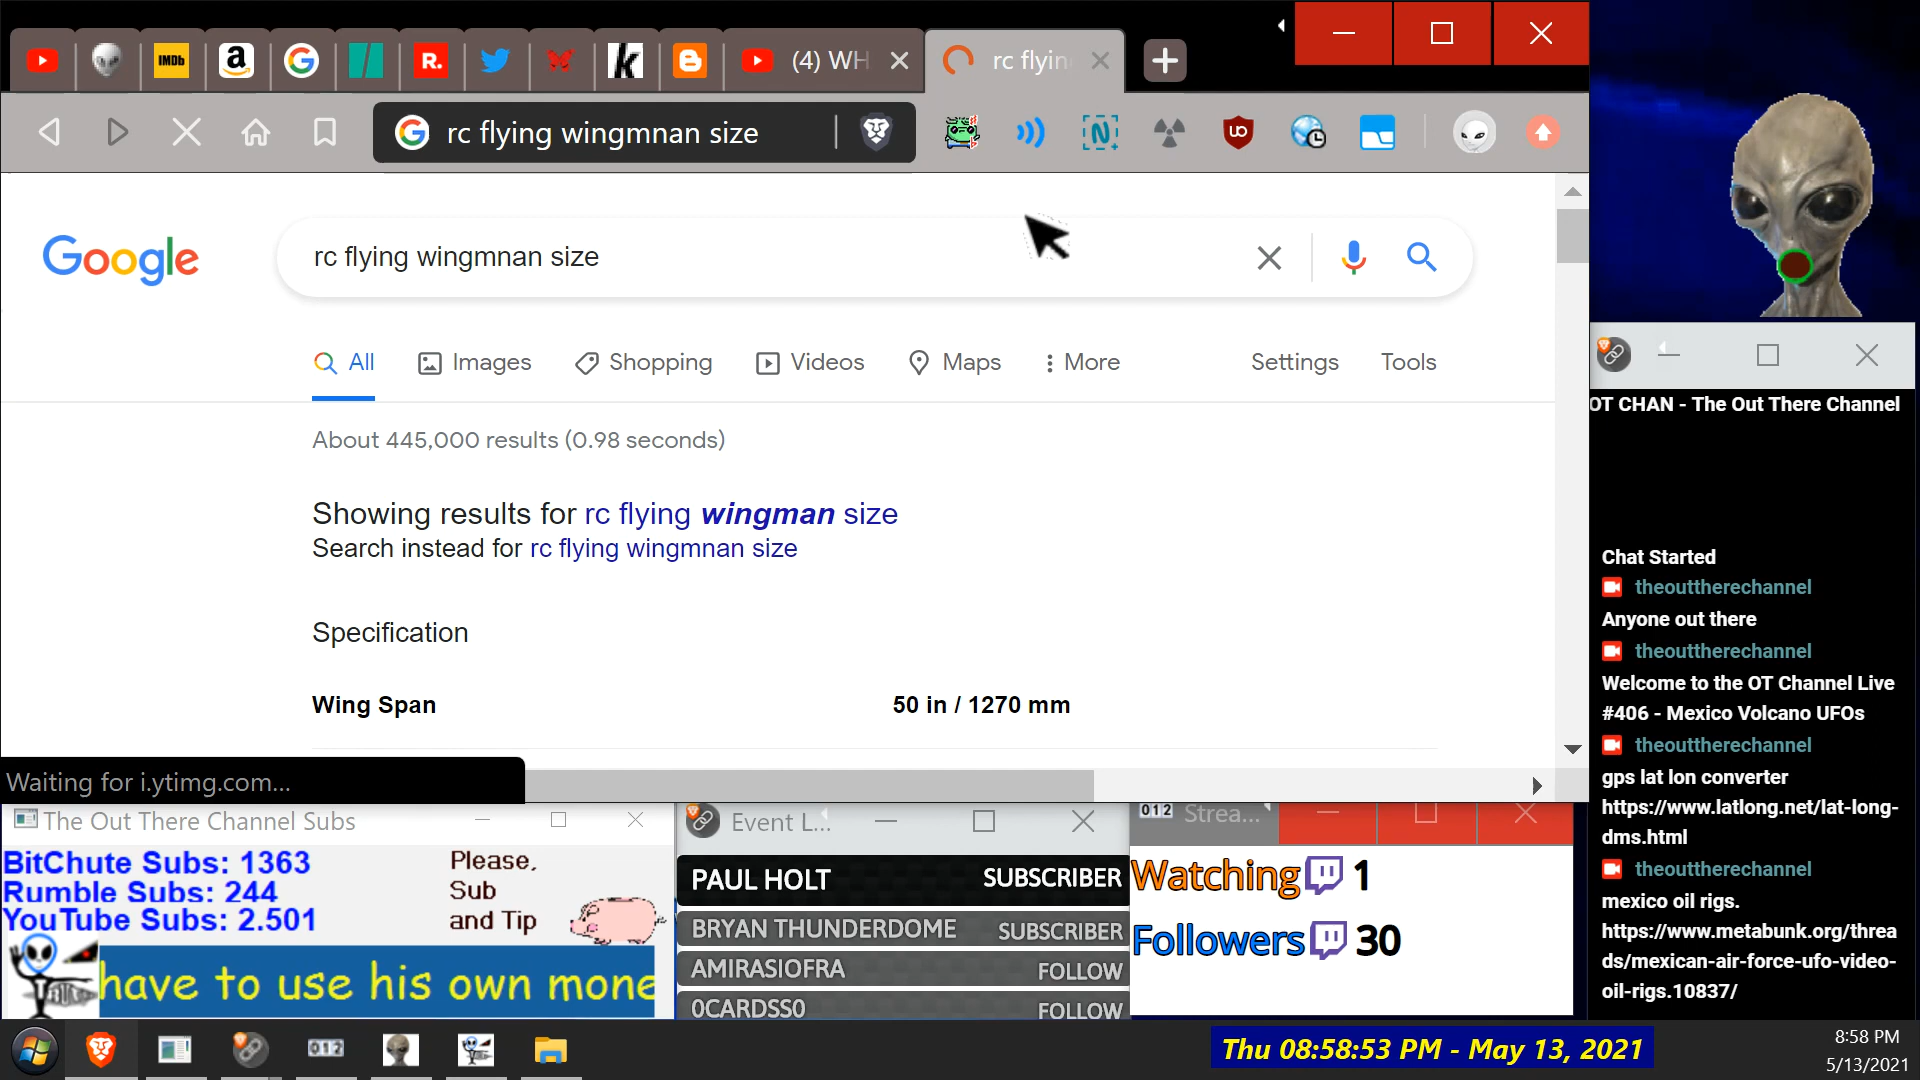 IMDb
a
R.
k
(4) WH
rc flyin
rc flying wingmnan size
N
UO
Google
rc flying wingmnan size
All
Images
Shopping
Videos
Maps
More
Settings
Tools
About 445,000 results (0.98 seconds)
Showing results for rc flying wingman size
Search instead for rc flying wingmnan size
Specification
Wing Span
50 in / 1270 mm
Waiting for i.ytimg.com...
OT CHAN - The Out There Channel
Chat Started
theouttherechannel
Anyone out there
theouttherechannel
Welcome to the OT Channel Live
#406 - Mexico Volcano UFOs
theouttherechannel
gps lat lon converter
https://www.latlong.net/lat-long-
dms.html
theouttherechannel
mexico oil rigs.
https://www.metabunk.org/threa
ds/mexican-air-force-ufo-video-
oil-rigs.10837/
The Out There Channel Subs
BitChute Subs: 1363
Rumble Subs: 244
YouTube Subs: 2.501
Please,
Sub
and Tip
have to use his own mone
Event L...
PAUL HOLT SUBSCRIBER
BRYAN THUNDERDOME SUBSCRIBER
AMIRASIOFRA FOLLOW
0CARDSS0 FOLLOW
012 Strea...
Watching 1
Followers 30
012
Thu 08:58:53 PM - May 13, 2021
8:58 PM
5/13/2021